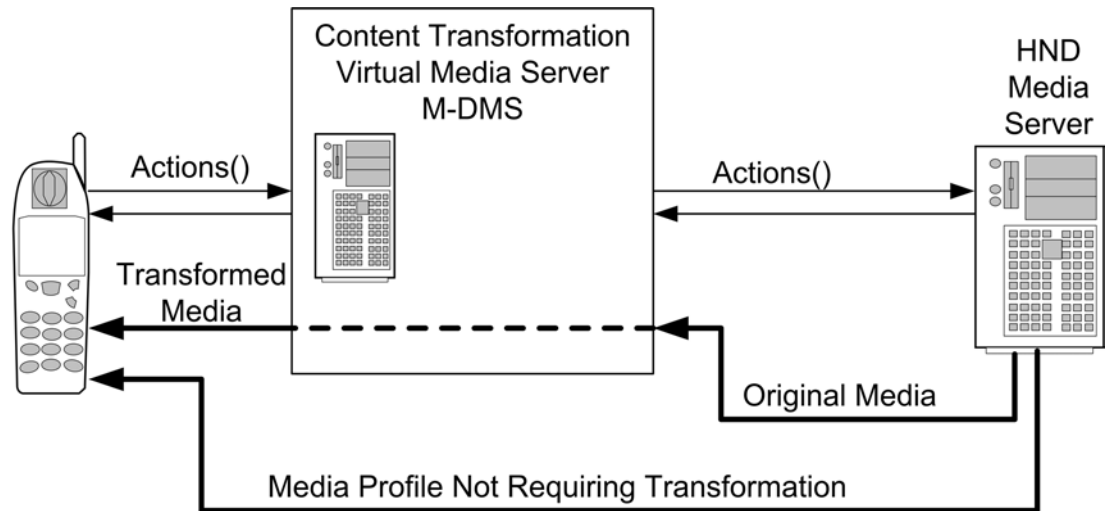 Content Transformation
Virtual Media Server
M-DMS
HND
Media
Server
Actions()
Actions()
Transformed
Media
Original Media
Media Profile Not Requiring Transformation